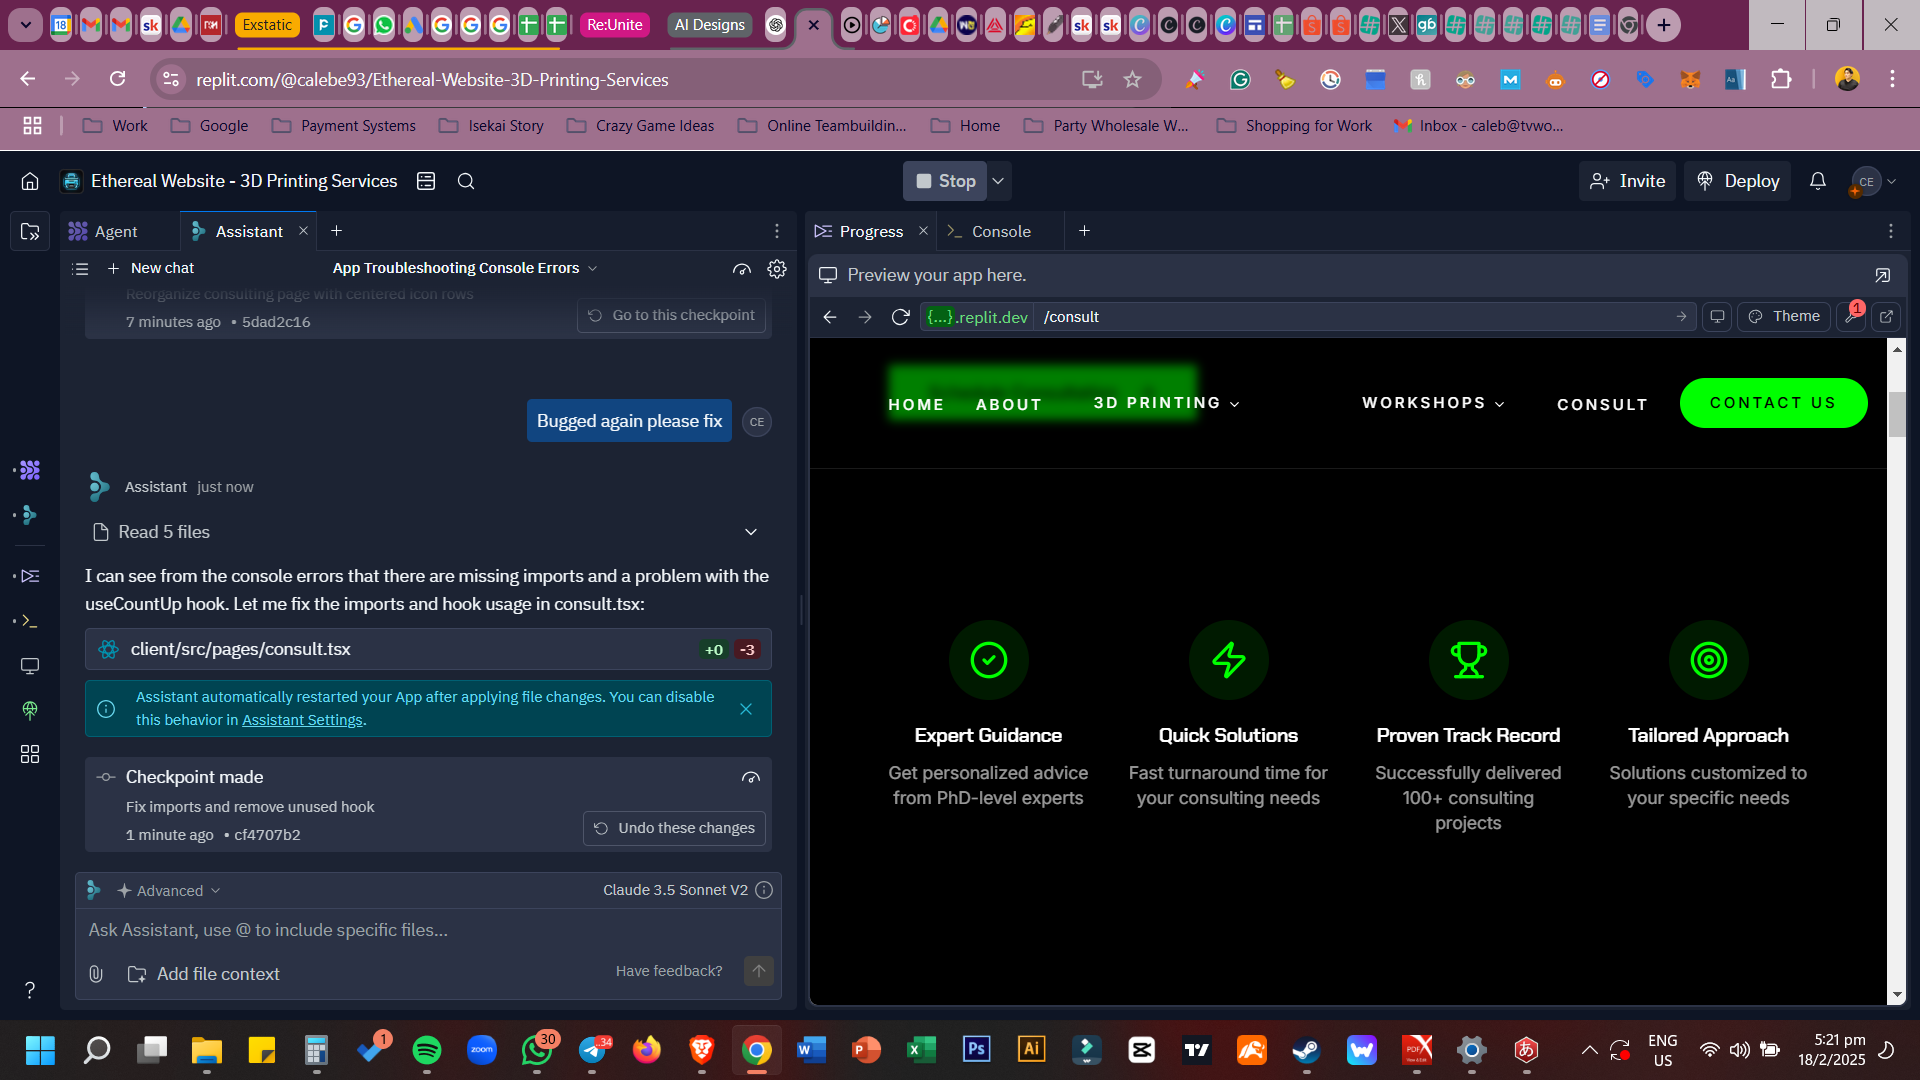 18
sk
Exstatic
Re:Unite
AI Designs
sk
sk
replit.com/@calebe93/Ethereal-Website-3D-Printing-Services
Work
Google
Payment Systems
Isekai Story
Crazy Game Ideas
Online Teambuildin...
Home
Party Wholesale W...
Shopping for Work
Inbox - caleb@tvwo...
Ethereal Website - 3D Printing Services
Stop
Invite
Deploy
CE
Agent
Assistant
Progress
Console
New chat
App Troubleshooting Console Errors
Preview your app here.
Reorganize consulting page with centered icon rows
7 minutes ago • 5dad2c16
Go to this checkpoint
{...}.replit.dev
/consult
Theme
1
Bugged again please fix
CE
HOME
ABOUT
3D PRINTING
WORKSHOPS
CONSULT
CONTACT US
Assistant just now
Read 5 files
I can see from the console errors that there are missing imports and a problem with the
useCountUp hook. Let me fix the imports and hook usage in consult.tsx:
client/src/pages/consult.tsx
+0 -3
Assistant automatically restarted your App after applying file changes. You can disable
this behavior in Assistant Settings.
Checkpoint made
Fix imports and remove unused hook
1 minute ago • cf4707b2
Undo these changes
Expert Guidance
Get personalized advice
from PhD-level experts
Quick Solutions
Fast turnaround time for
your consulting needs
Proven Track Record
Successfully delivered
100+ consulting
projects
Tailored Approach
Solutions customized to
your specific needs
Advanced
Claude 3.5 Sonnet V2
Ask Assistant, use @ to include specific files...
Add file context
Have feedback?
1
zoom
30
34
Ps
Ai
PDF
ENG
US
5:21 pm
18/2/2025